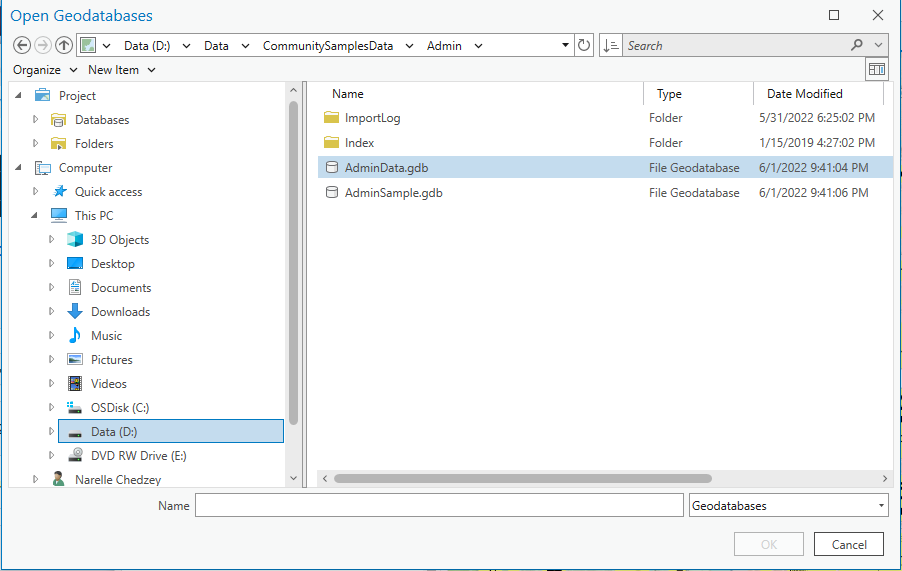 Open Geodatabases
Data (D:) Data CommunitySamplesData Admin Search
Organize New Item
Project
Databases
Folders
Computer
Quick access
This PC
3D Objects
Desktop
Documents
Downloads
Music
Pictures
Videos
OSDisk (C:)
Data (D:)
DVD RW Drive (E:)
Narelle Chedzey
Name Type Date Modified
ImportLog Folder 5/31/2022 6:25:02 PM
Index Folder 1/15/2019 4:27:02 PM
AdminData.gdb File Geodatabase 6/1/2022 9:41:04 PM
AdminSample.gdb File Geodatabase 6/1/2022 9:41:06 PM
Name Geodatabases
OK Cancel